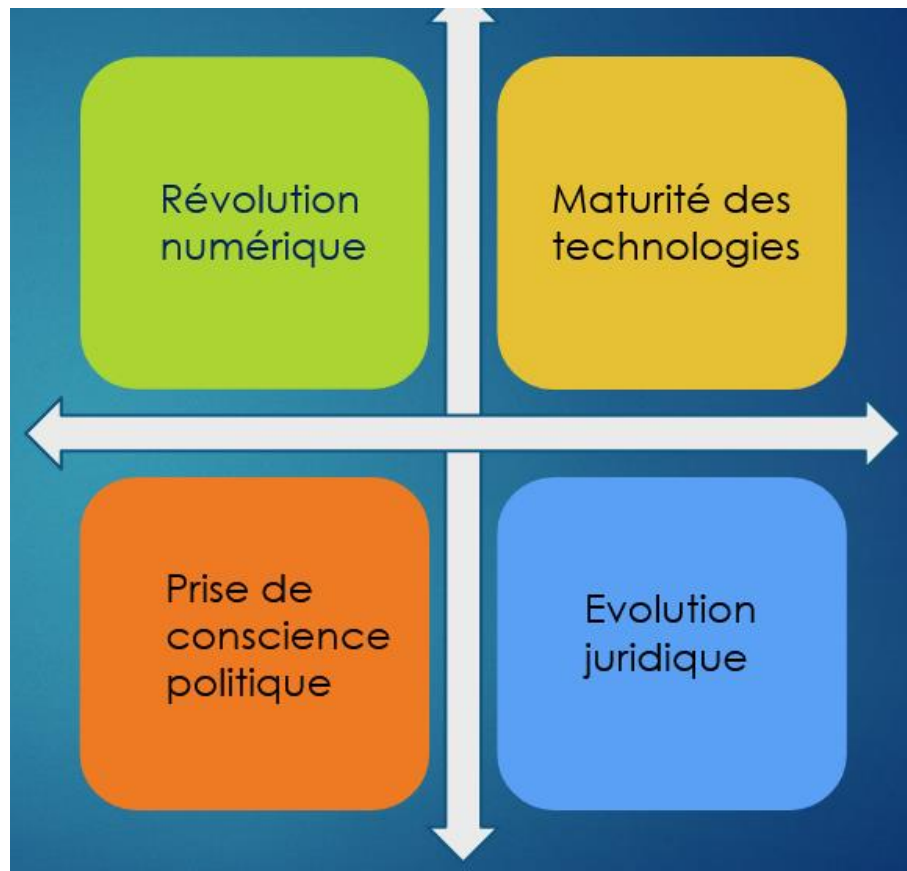 Révolution
numérique
Maturité des
technologies
Prise de
conscience
politique
Evolution
juridique